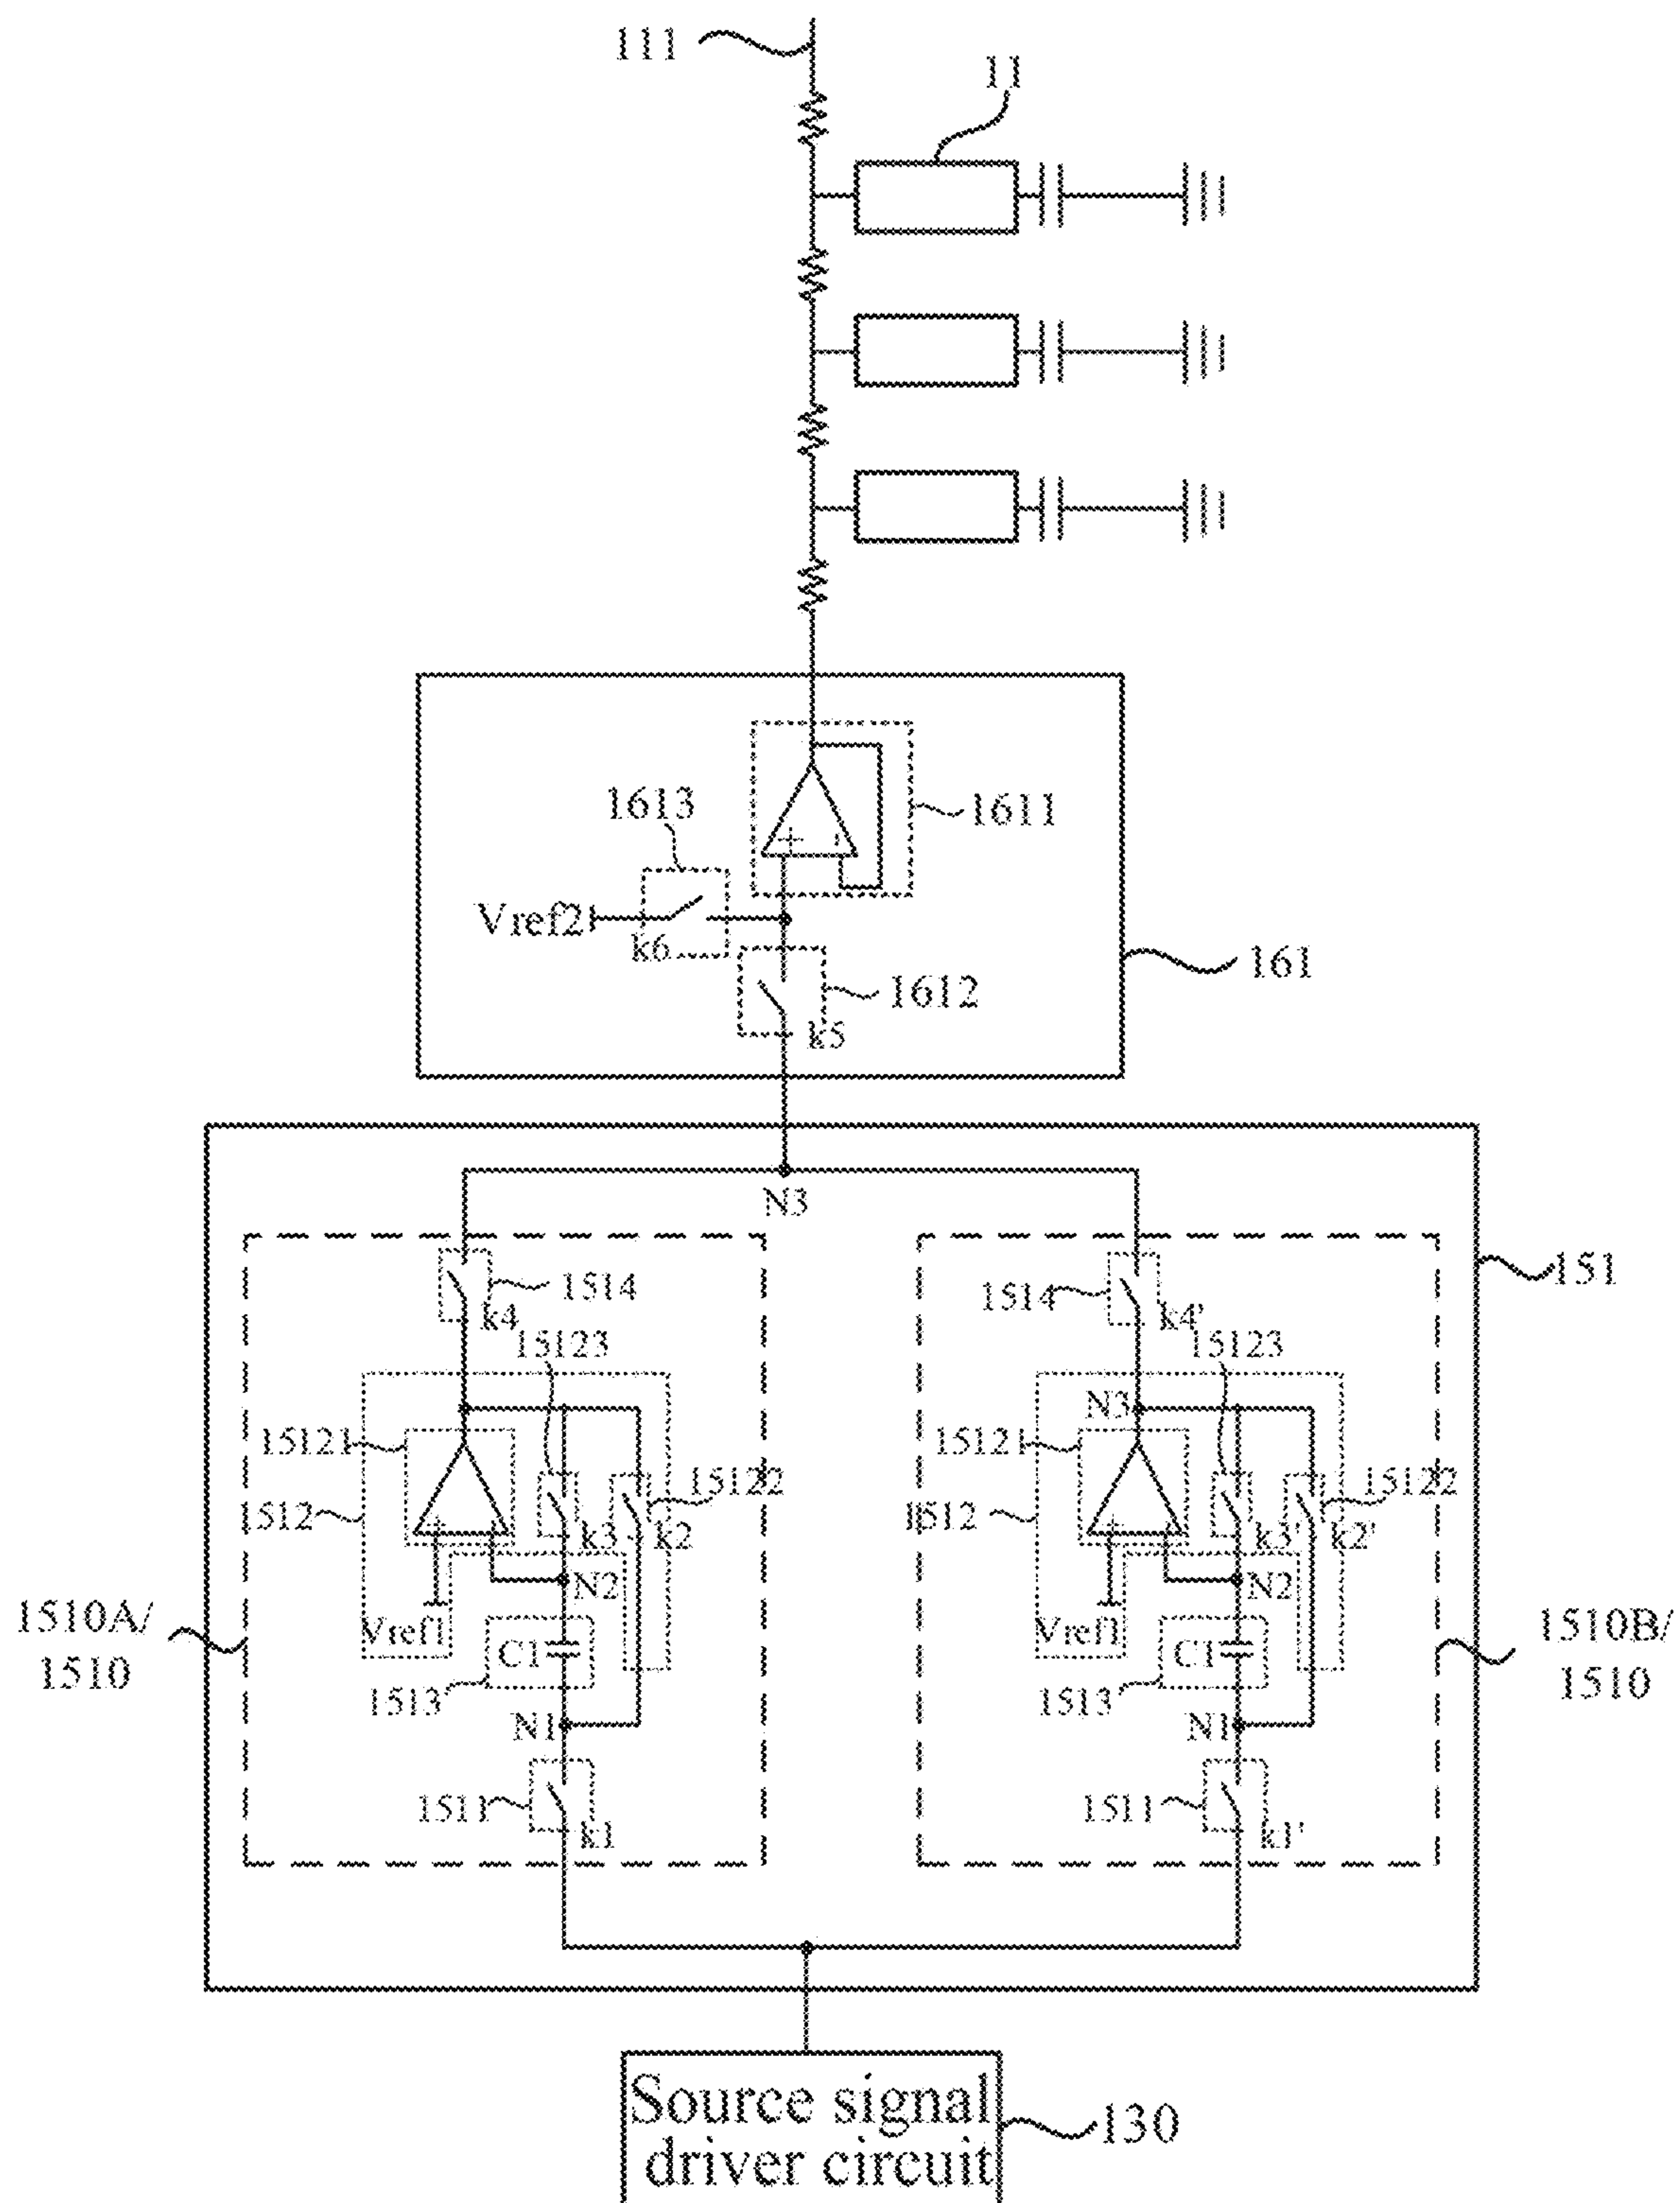 111
11
1613
1611
Vref2
k6
161
1612
k5
N3
151
1514
1514
k4
k4'
15123
15123
N3
15121
15121
15122
15122
1512
1512
k3
k2
k3'
k2'
N2
N2
1510A/
1510
Vref1
C1
Vref1
C1
1510B/
1510
1513
1513
N1
N1
1511
1511
k1
k1'
Source signal
driver circuit
130